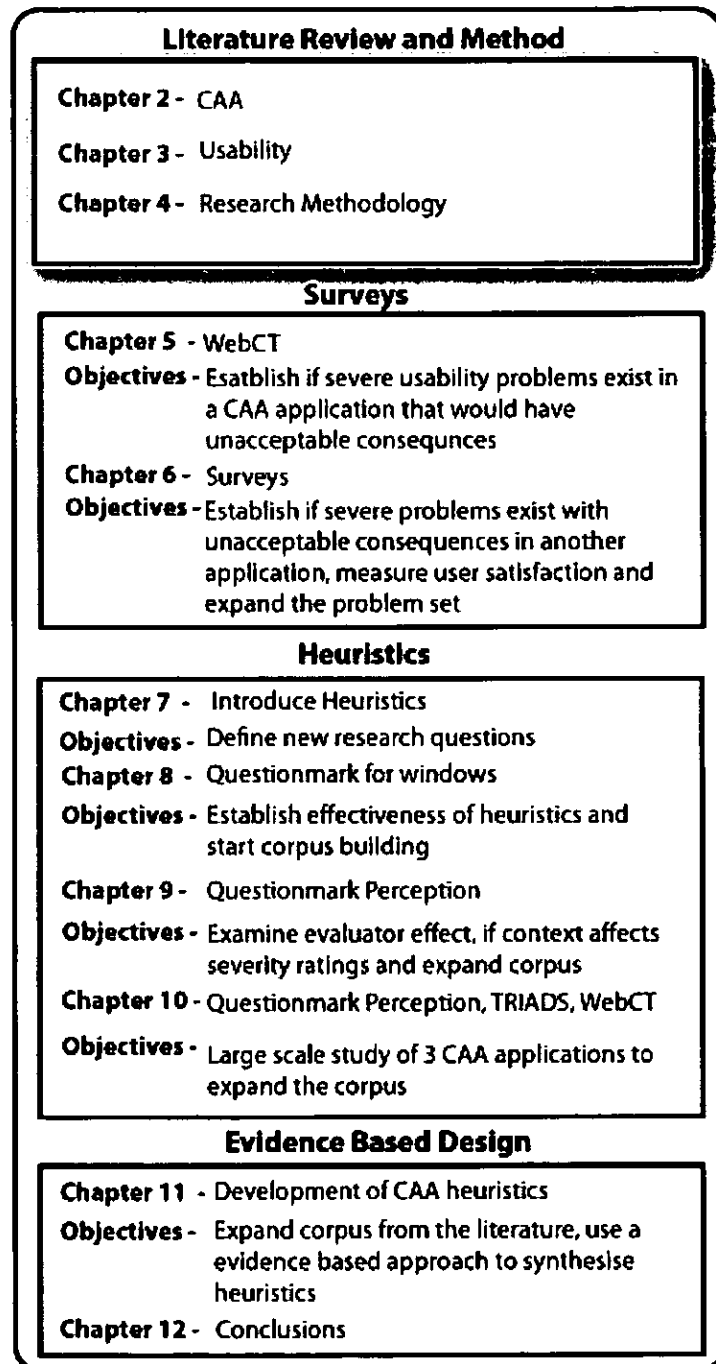 Literature Review and Method
Chapter 2 - CAA
Chapter 3 - Usability
Chapter 4 - Research Methodology
Surveys
Chapter 5 - WebCT
Objectives - Esatblish if severe usability problems exist in
a CAA application that would have
unacceptable consequnces
Chapter 6 - Surveys
Objectives - Establish if severe problems exist with
unacceptable consequences in another
application, measure user satisfaction and
expand the problem set
Heuristics
Chapter 7 - Introduce Heuristics
Objectives - Define new research questions
Chapter 8 - Questionmark for windows
Objectives - Establish effectiveness of heuristics and
start corpus building
Chapter 9 - Questionmark Perception
Objectives - Examine evaluator effect, if context affects
severity ratings and expand corpus
Chapter 10 - Questionmark Perception, TRIADS, WebCT
Objectives - Large scale study of 3 CAA applications to
expand the corpus
Evidence Based Design
Chapter 11 - Development of CAA heuristics
Objectives - Expand corpus from the literature, use a
evidence based approach to synthesise
heuristics
Chapter 12 - Conclusions